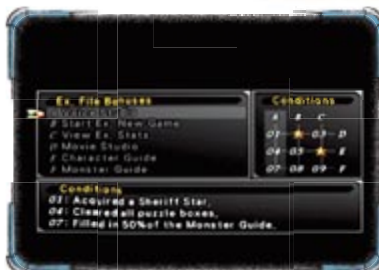 Ex. File Bonuses
B Start Ex. New Game
C View Ex. Stats
D Movie Studio
E Character Guide
F Monster Guide
Conditions
A B C
03 D
04 05 E
07 08 09 F
Conditions
03: Acquired a Sheriff Star.
04: Cleared all puzzle boxes.
07: Filled in 50% of the Monster Guide.